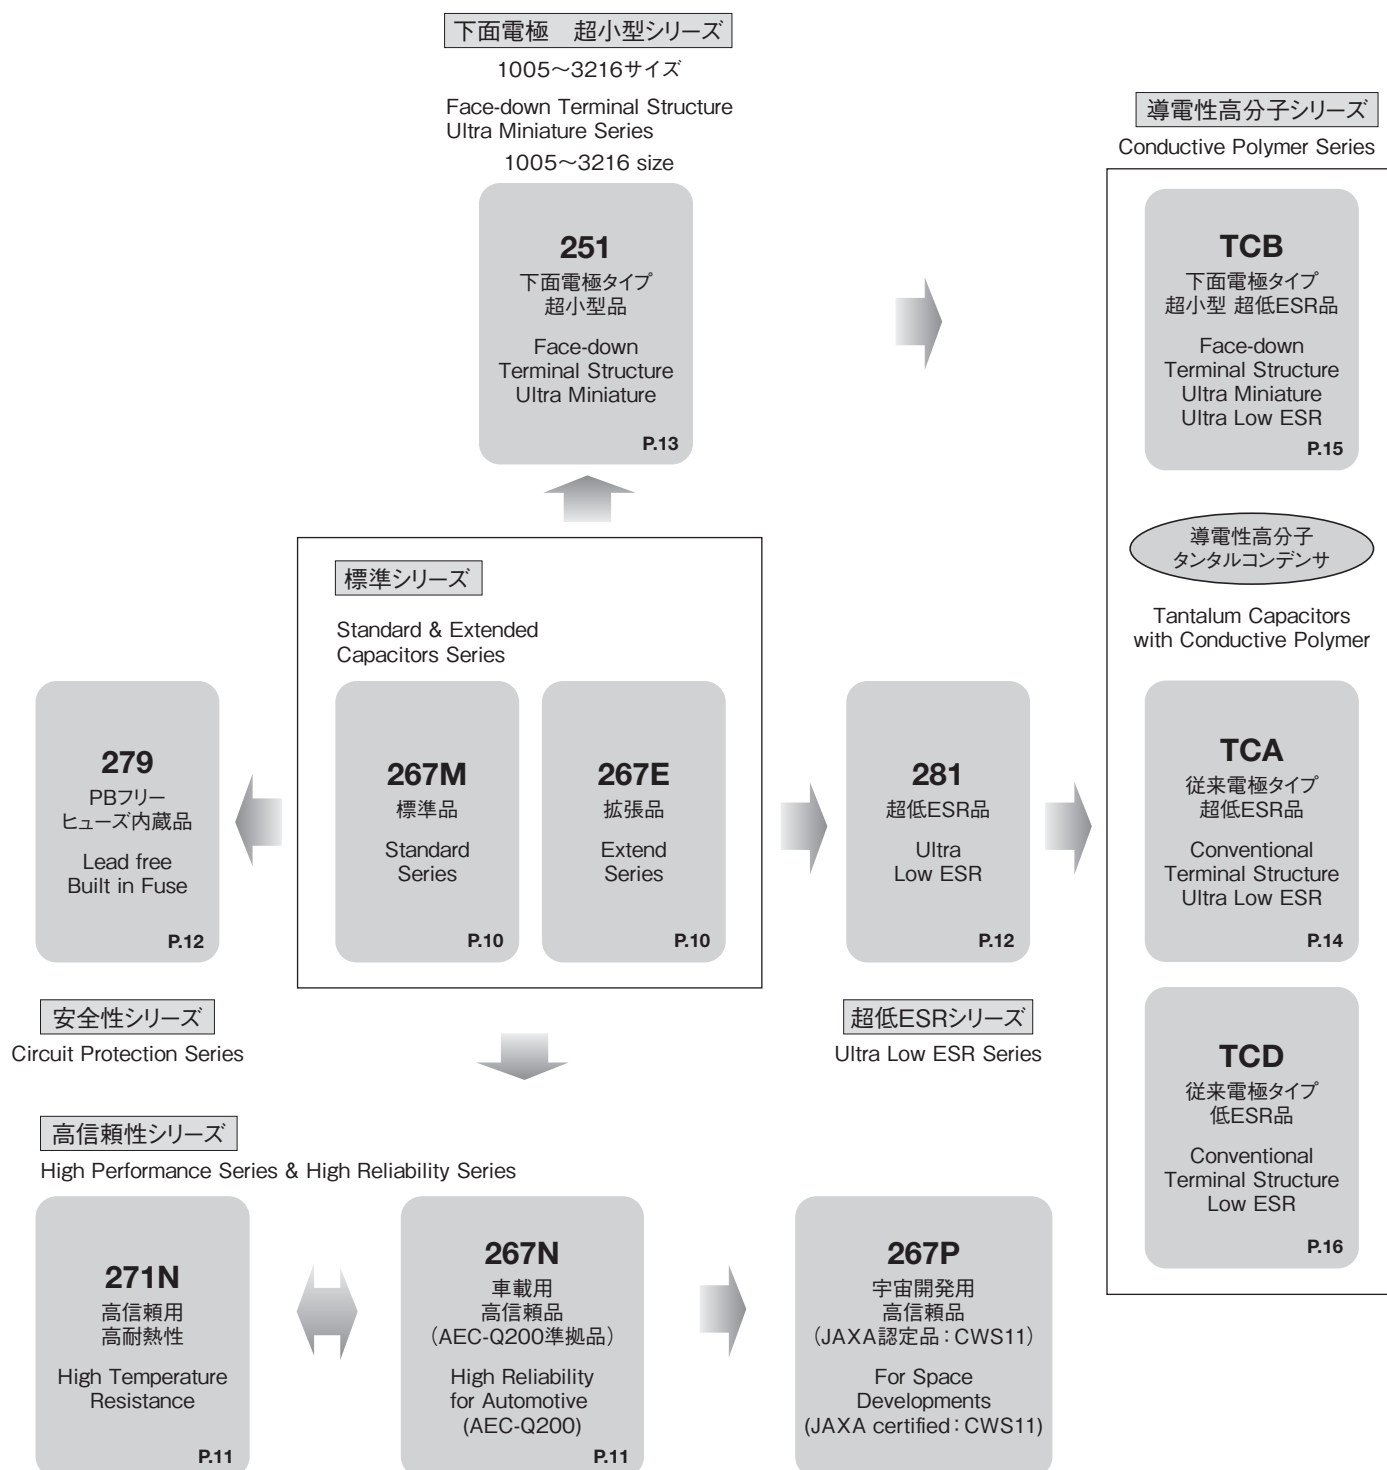 下面電極　超小型シリーズ
1005～3216サイズ
Face-down Terminal Structure
Ultra Miniature Series
1005～3216 size
251
下面電極タイプ
超小型品
Face-down
Terminal Structure
Ultra Miniature
P.13
導電性高分子シリーズ
Conductive Polymer Series
TCB
下面電極タイプ
超小型 超低ESR品
Face-down
Terminal Structure
Ultra Miniature
Ultra Low ESR
P.15
導電性高分子
タンタルコンデンサ
Tantalum Capacitors
with Conductive Polymer
TCA
従来電極タイプ
超低ESR品
Conventional
Terminal Structure
Ultra Low ESR
P.14
TCD
従来電極タイプ
低ESR品
Conventional
Terminal Structure
Low ESR
P.16
標準シリーズ
Standard & Extended
Capacitors Series
267M
標準品
Standard
Series
P.10
267E
拡張品
Extend
Series
P.10
279
PBフリー
ヒューズ内蔵品
Lead free
Built in Fuse
P.12
安全性シリーズ
Circuit Protection Series
281
超低ESR品
Ultra
Low ESR
P.12
超低ESRシリーズ
Ultra Low ESR Series
高信頼性シリーズ
High Performance Series & High Reliability Series
271N
高信頼用
高耐熱性
High Temperature
Resistance
P.11
267N
車載用
高信頼品
（AEC-Q200準拠品）
High Reliability
for Automotive
(AEC-Q200)
P.11
267P
宇宙開発用
高信頼品
（JAXA認定品：CWS11）
For Space
Developments
(JAXA certified：CWS11)